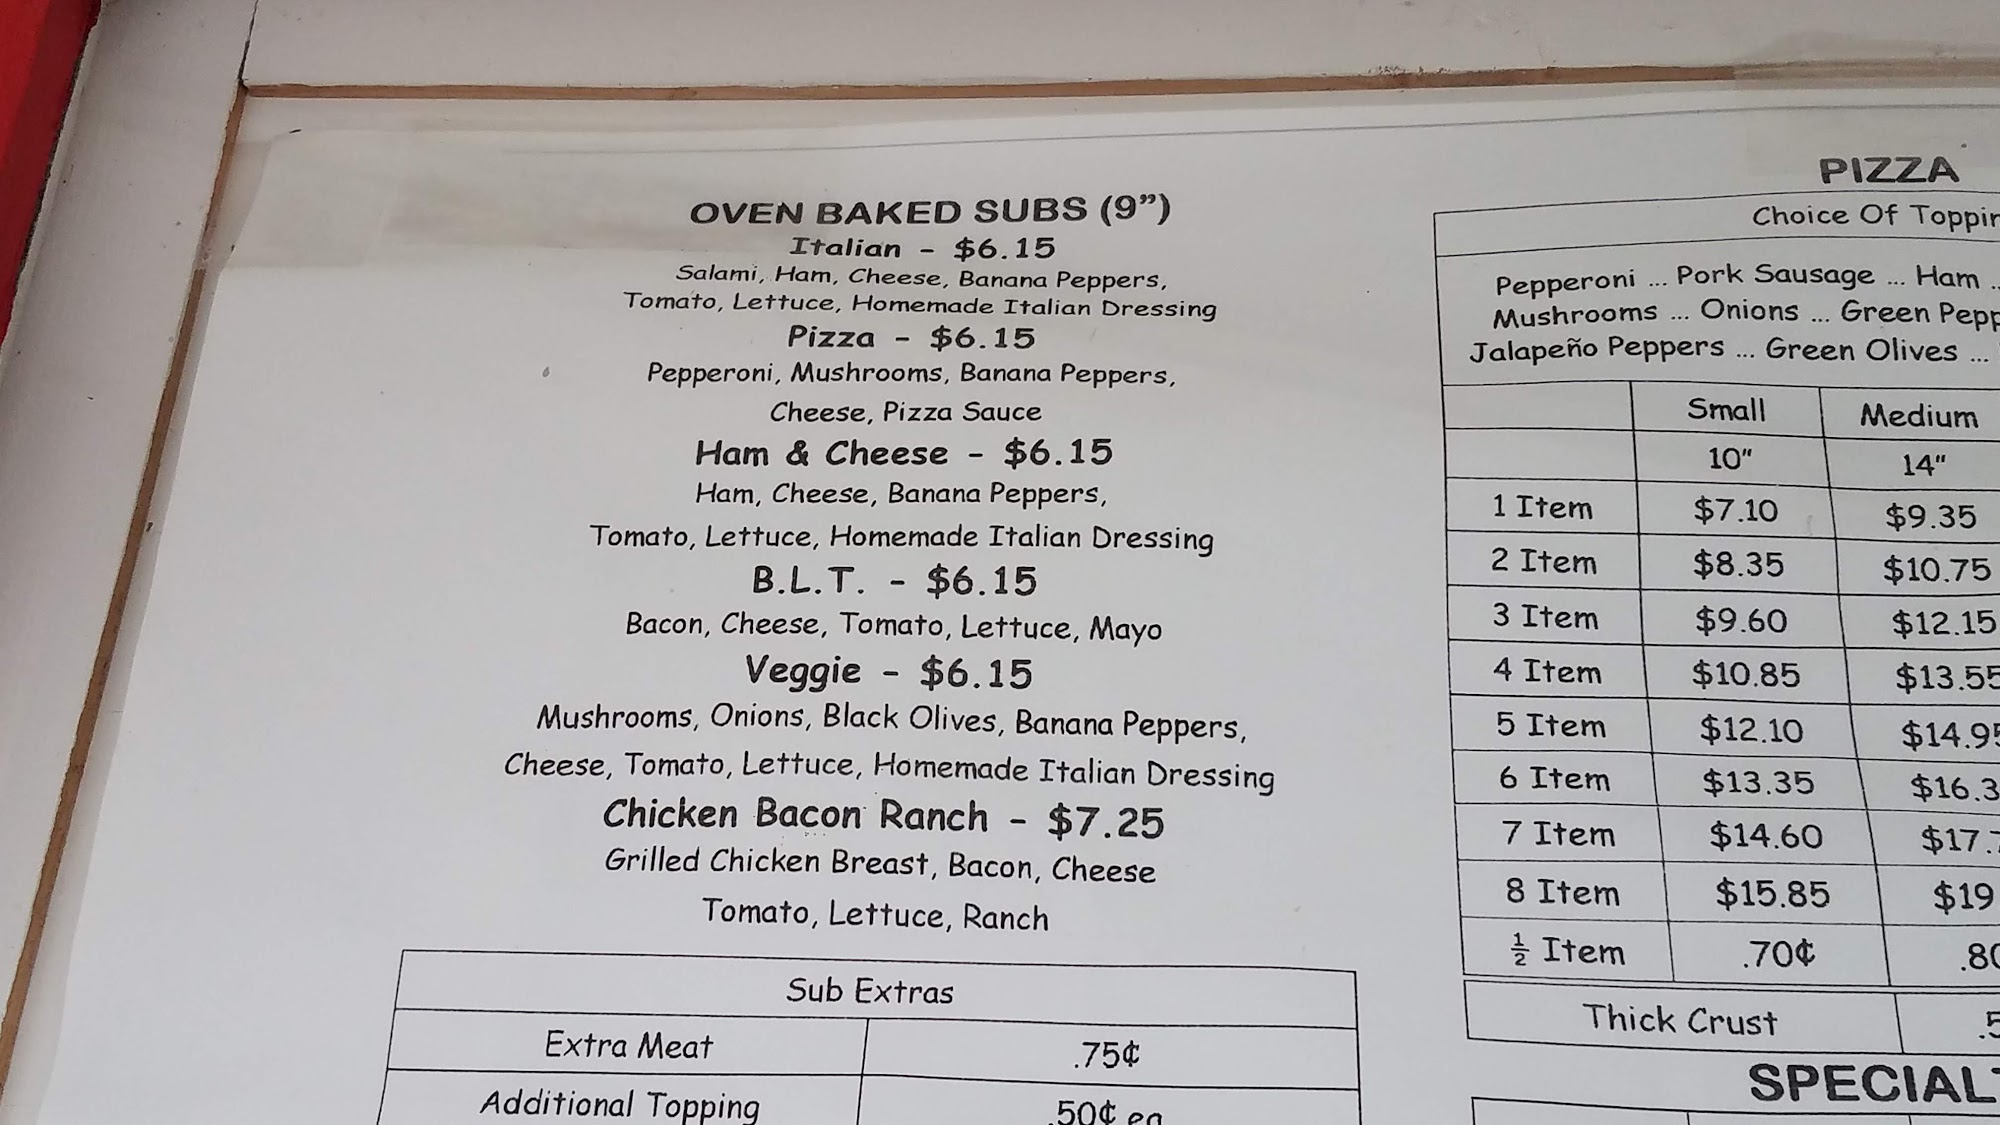 OVEN BAKED SUBS (9")
Italian - $6.15
Salami, Ham, Cheese, Banana Peppers,
Tomato, Lettuce, Homemade Italian Dressing
Pizza - $6.15
Pepperoni, Mushrooms, Banana Peppers,
Cheese, Pizza Sauce
Ham & Cheese - $6.15
Ham, Cheese, Banana Peppers,
Tomato, Lettuce, Homemade Italian Dressing
B.L.T. - $6.15
Bacon, Cheese, Tomato, Lettuce, Mayo
Veggie - $6.15
Mushrooms, Onions, Black Olives, Banana Peppers,
Cheese, Tomato, Lettuce, Homemade Italian Dressing
Chicken Bacon Ranch - $7.25
Grilled Chicken Breast, Bacon, Cheese
Tomato, Lettuce, Ranch
Sub Extras
Extra Meat .75¢
Additional Topping .50¢ ea
PIZZA
Choice Of
Pepperoni ... Pork Sausage ... Ham ..
Mushrooms ... Onions ... Green
Jalapeño Peppers ... Green Olives ...
Small Medium
10" 14"
1 Item $7.10 $9.35
2 Item $8.35 $10.75
3 Item $9.60 $12.15
4 Item $10.85 $13.55
5 Item $12.10 $14.95
6 Item $13.35
7 Item $14.60
8 Item $15.85
½ Item .70¢
Thick Crust